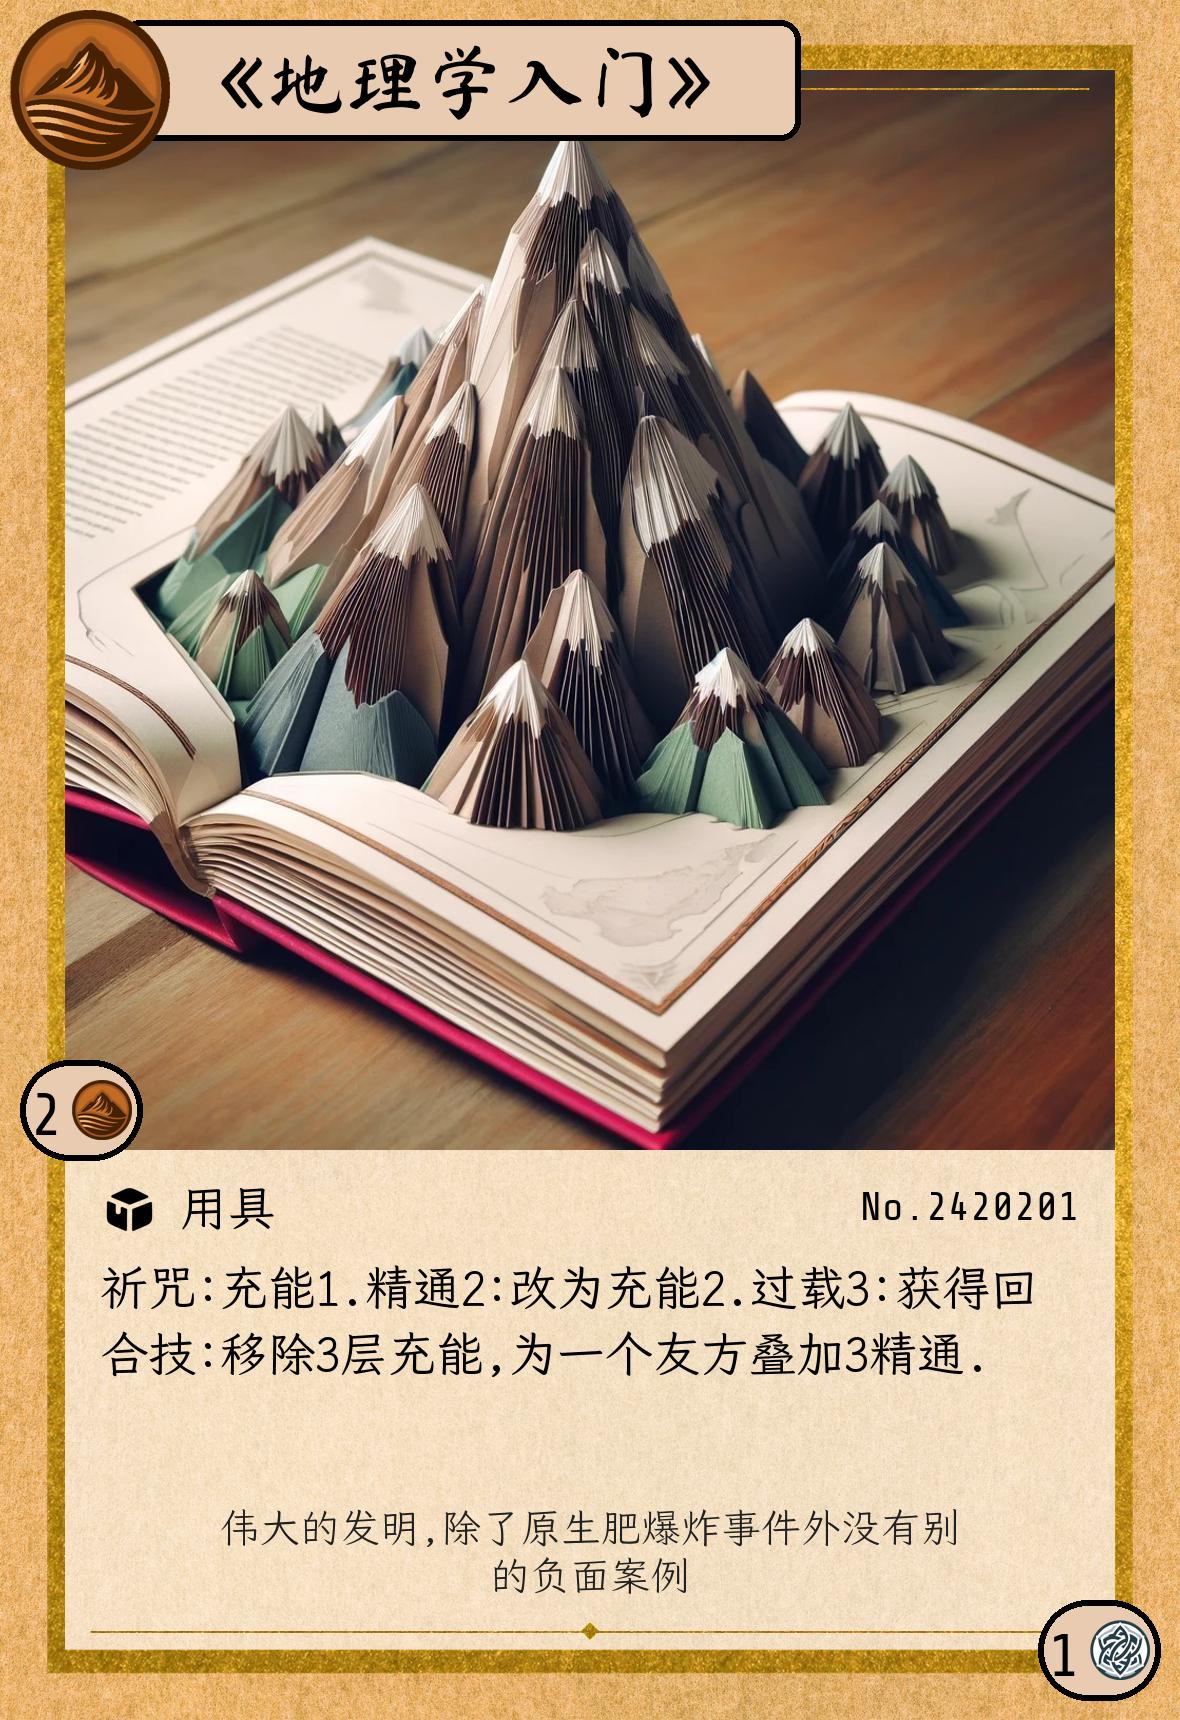 《地理学入门》
2
用具
No.2420201
祈咒:充能1.精通2:改为充能2.过载3:获得回
合技:移除3层充能,为一个友方叠加3精通.
伟大的发明,除了原生肥爆炸事件外没有别
的负面案例
1